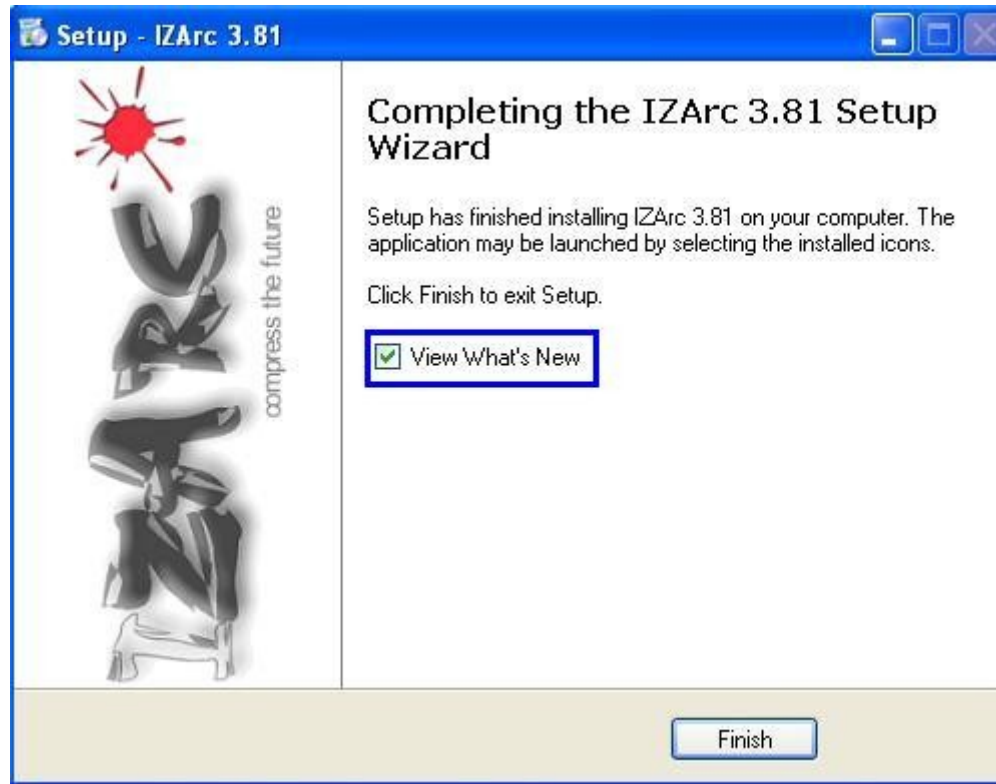 Setup - IZArc 3.81
IZARC
compress the future
Completing the IZArc 3.81 Setup
Wizard
Setup has finished installing IZArc 3.81 on your computer. The
application may be launched by selecting the installed icons.
Click Finish to exit Setup.
View What's New
Finish